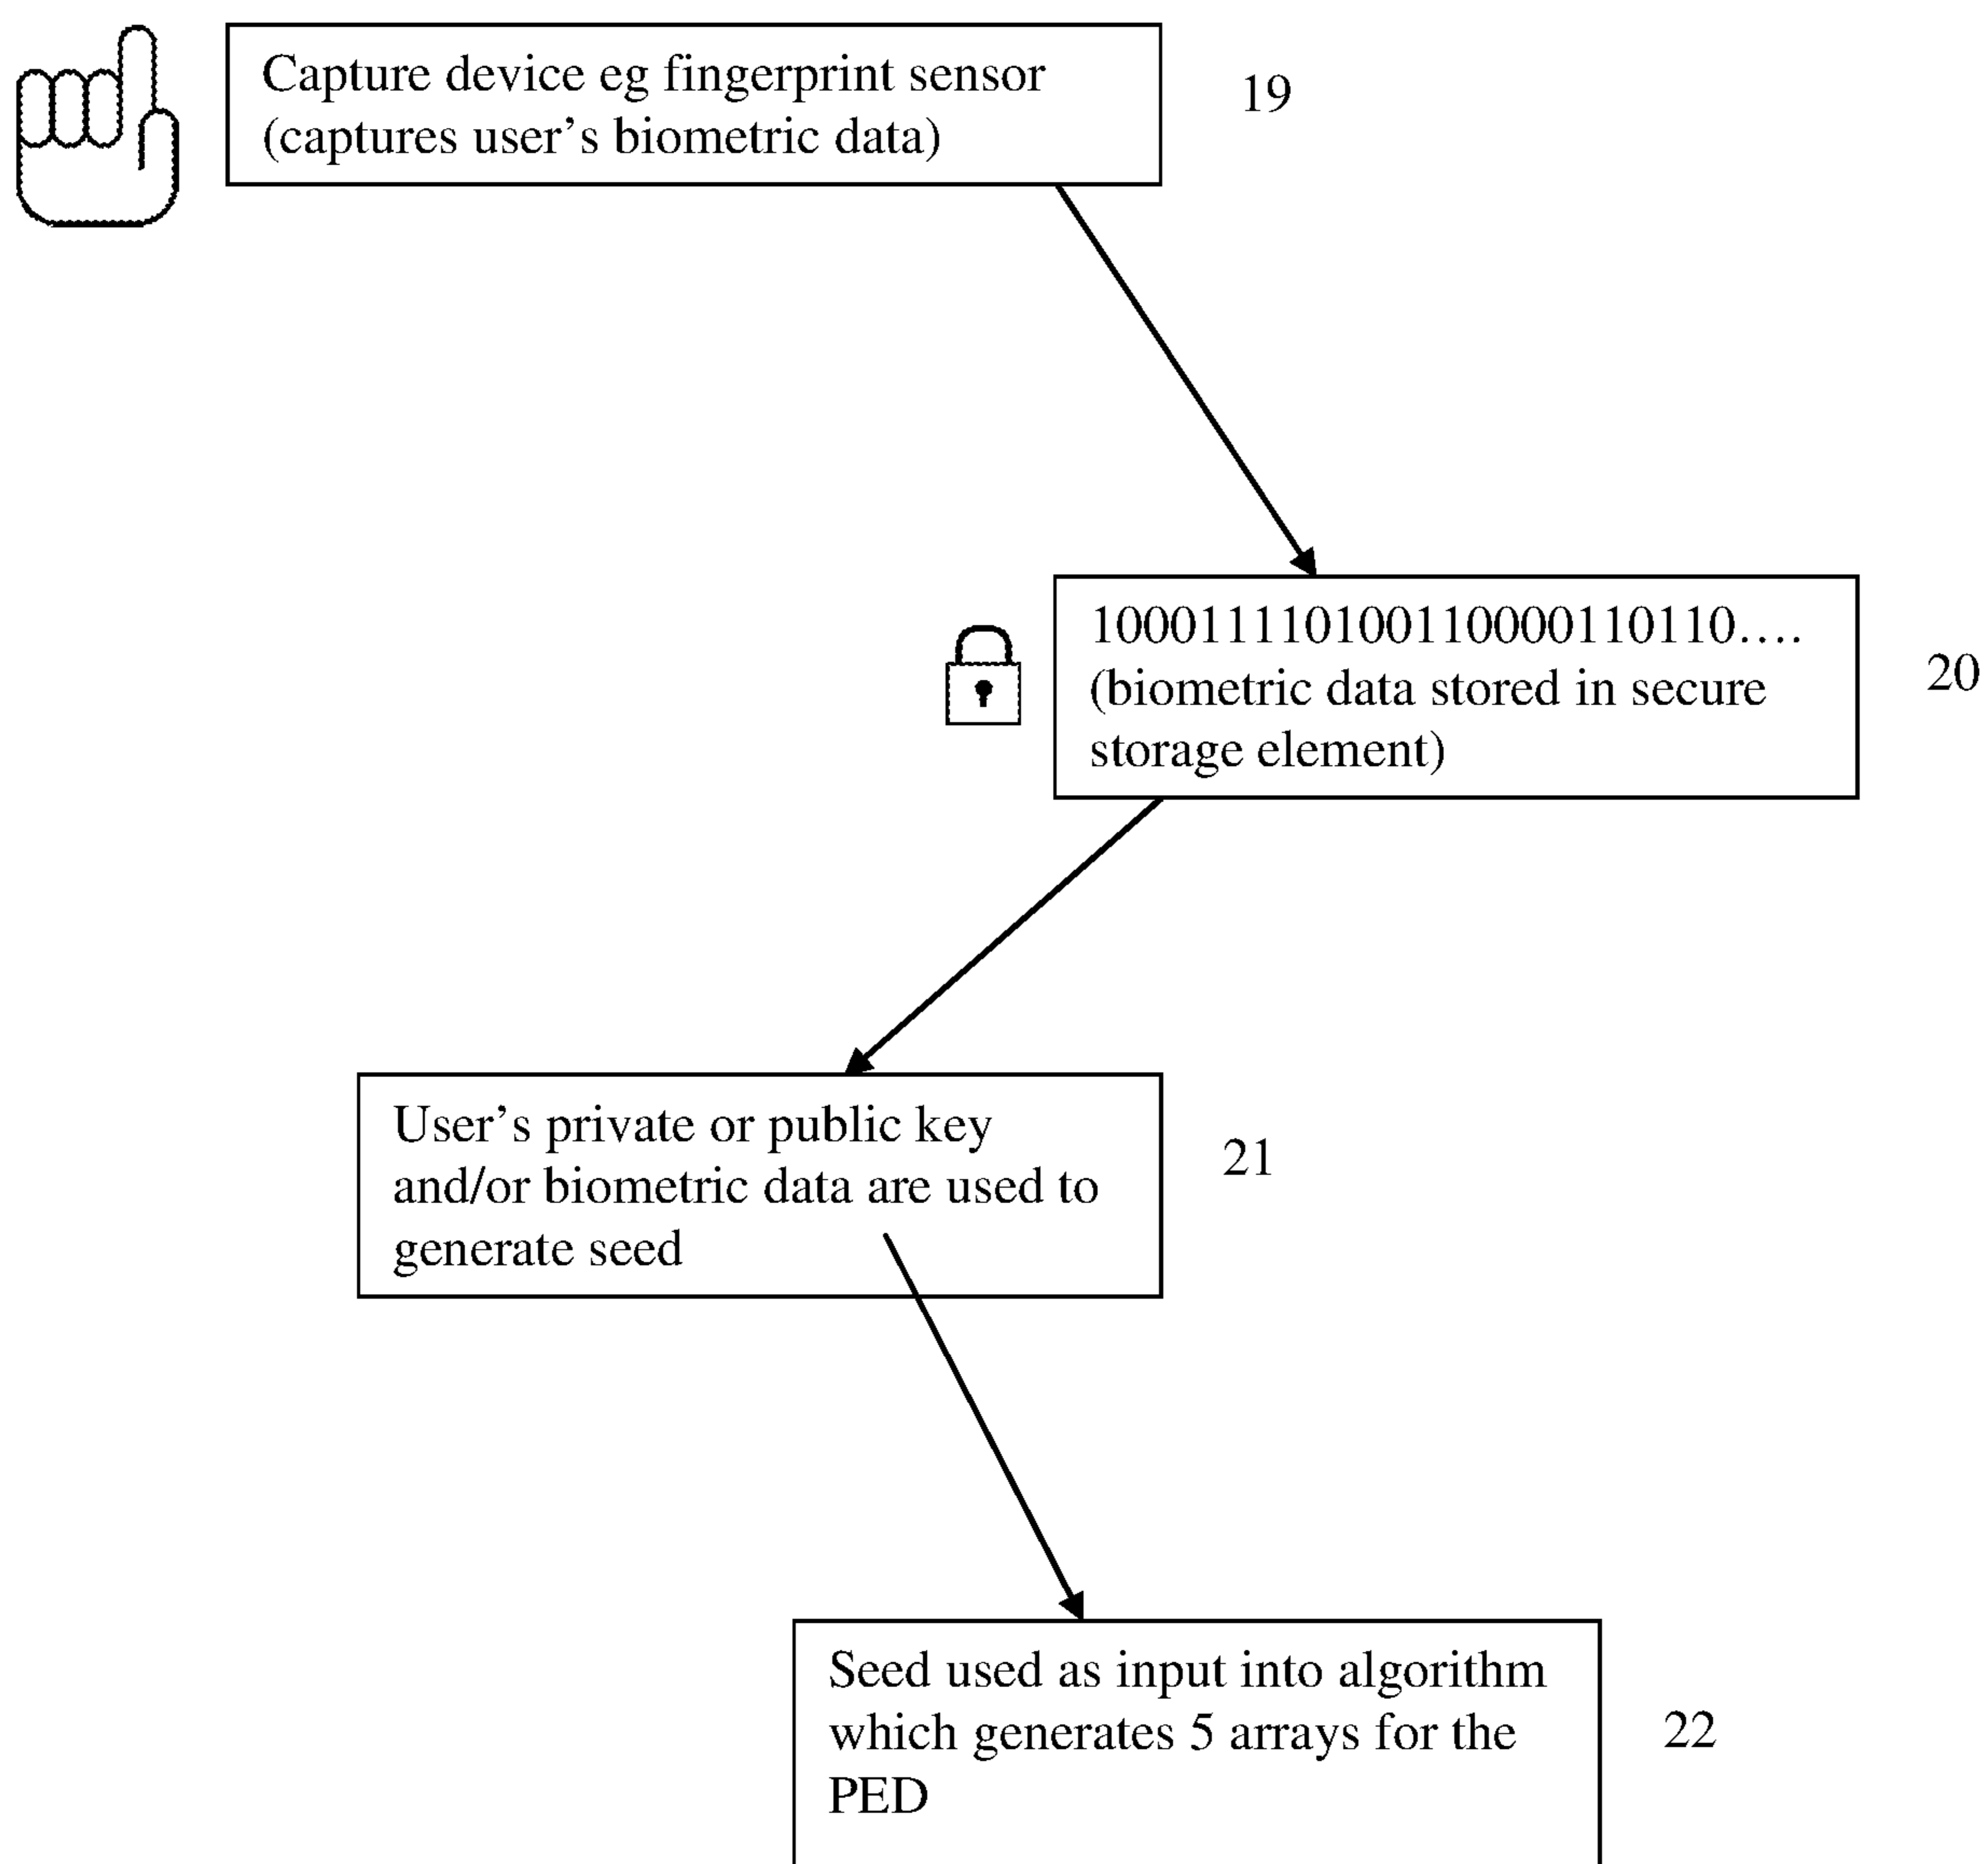 Capture device eg fingerprint sensor
(captures user’s biometric data)
19
1000111101001100001 10110….
(biometric data stored in secure
storage element)
20
User’s private or public key
and/or biometric data are used to
generate seed
21
Seed used as input into algorithm
which generates 5 arrays for the
PED
22